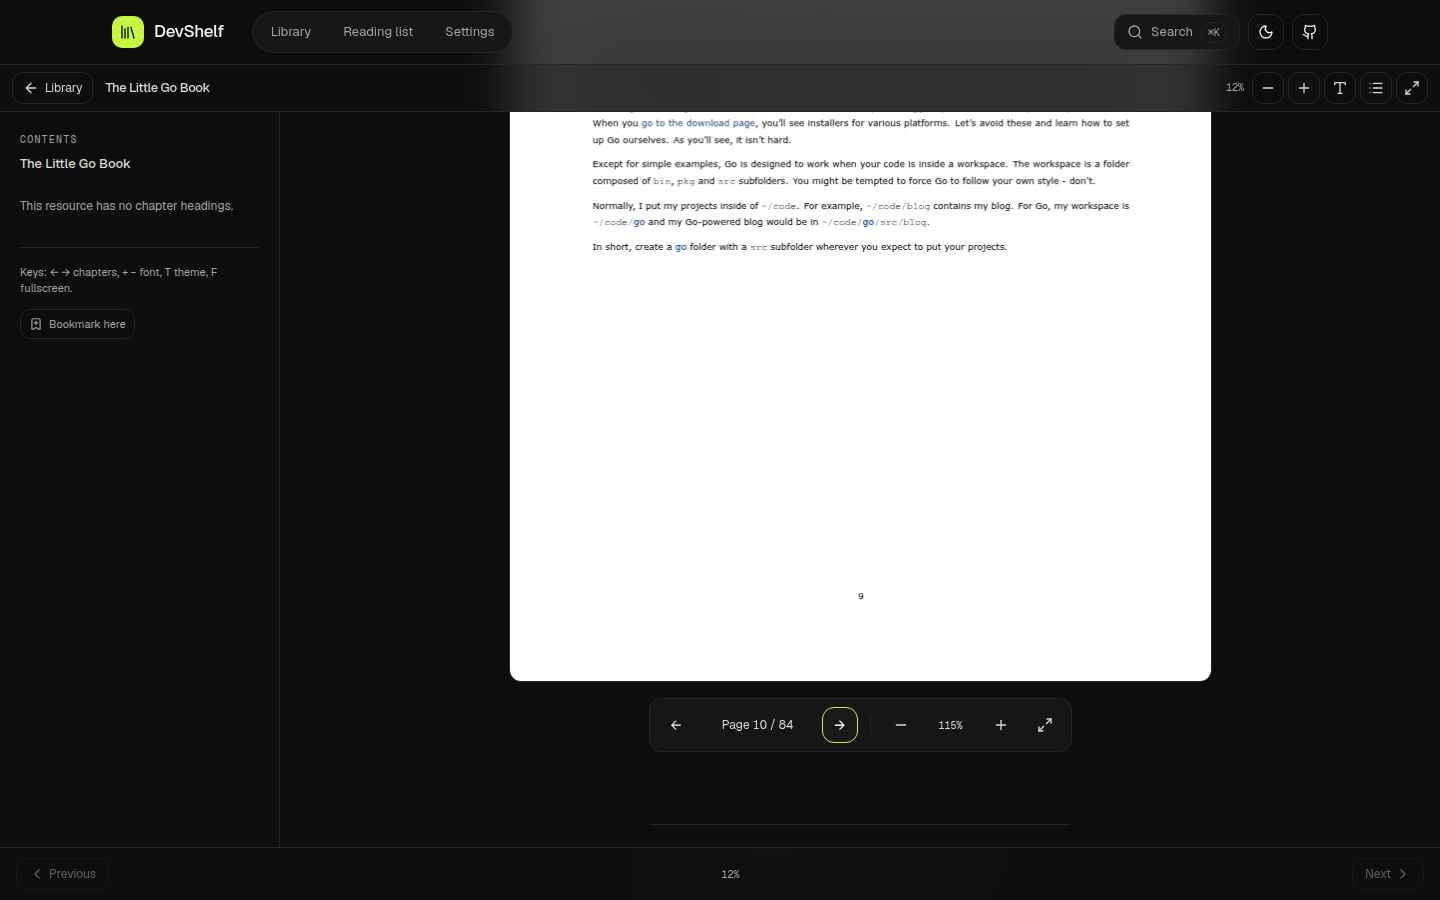 DevShelf
Library
Reading list
Settings
Search ⌘K
Library
The Little Go Book
12%
CONTENTS
The Little Go Book
This resource has no chapter headings.
Keys: ← → chapters, + − font, T theme, F
fullscreen.
Bookmark here
When you go to the download page, you'll see installers for various platforms. Let's avoid these and learn how to set
up Go ourselves. As you'll see, it isn't hard.
Except for simple examples, Go is designed to work when your code is inside a workspace. The workspace is a folder
composed of bin, pkg and src subfolders. You might be tempted to force Go to follow your own style - don't.
Normally, I put my projects inside of ~/code. For example, ~/code/blog contains my blog. For Go, my workspace is
~/code/go and my Go-powered blog would be in ~/code/go/src/blog.
In short, create a go folder with a src subfolder wherever you expect to put your projects.
9
Page 10 / 84
115%
Previous
12%
Next